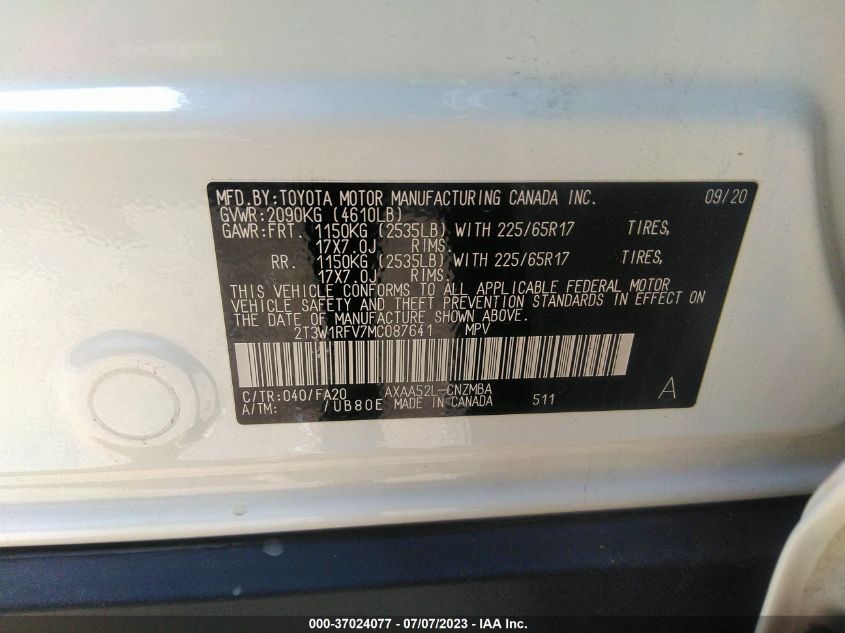 MFD.BY:TOYOTA MOTOR MANUFACTURING CANADA INC. 09/20
GVWR:2090KG (4610LB)
GAWR:FRT. 1150KG (2535LB) WITH 225/65R17 TIRES,
17X7.0J RIMS.
RR. 1150KG (2535LB) WITH 225/65R17 TIRES,
17X7.0J RIMS.
THIS VEHICLE CONFORMS TO ALL APPLICABLE FEDERAL MOTOR
VEHICLE SAFETY AND THEFT PREVENTION STANDARDS IN EFFECT ON
THE DATE OF MANUFACTURE SHOWN ABOVE.
2T3W1RFV7MC087641 MPV
C/TR:040/FA20 AXAA52L-CNZMBA A
A/TM: /UB80E MADE IN CANADA 511
000-37024077 - 07/07/2023 - IAA Inc.